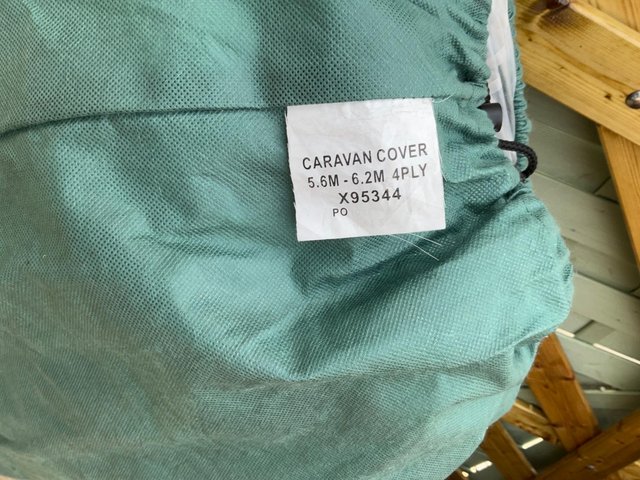 CARAVAN COVER
5.6M - 6.2M 4PLY
X95344
PO